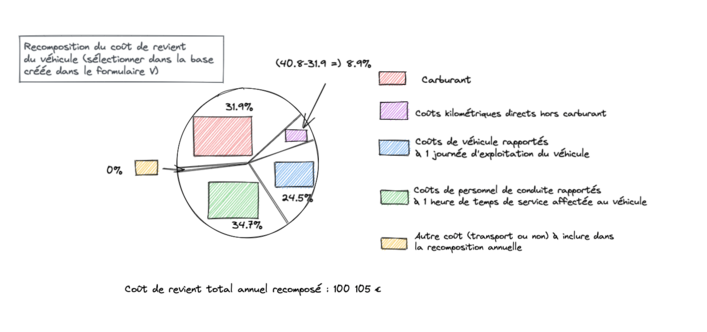 Recomposition du coût de revient
du véhicule (sélectionner dans la base
créée dans le formulaire V)
(40.8-31.9 =) 8.9%
31.9%
0%
24.5%
34.7%
Carburant
Coûts kilométriques directs hors carburant
Coûts de véhicule rapportés
à 1 journée d'exploitation du véhicule
Coûts de personnel de conduite rapportés
à 1 heure de temps de service affectée au véhicule
Autre coût (transport ou non) à inclure dans
la recomposition annuelle
Coût de revient total annuel recomposé : 100 105 €